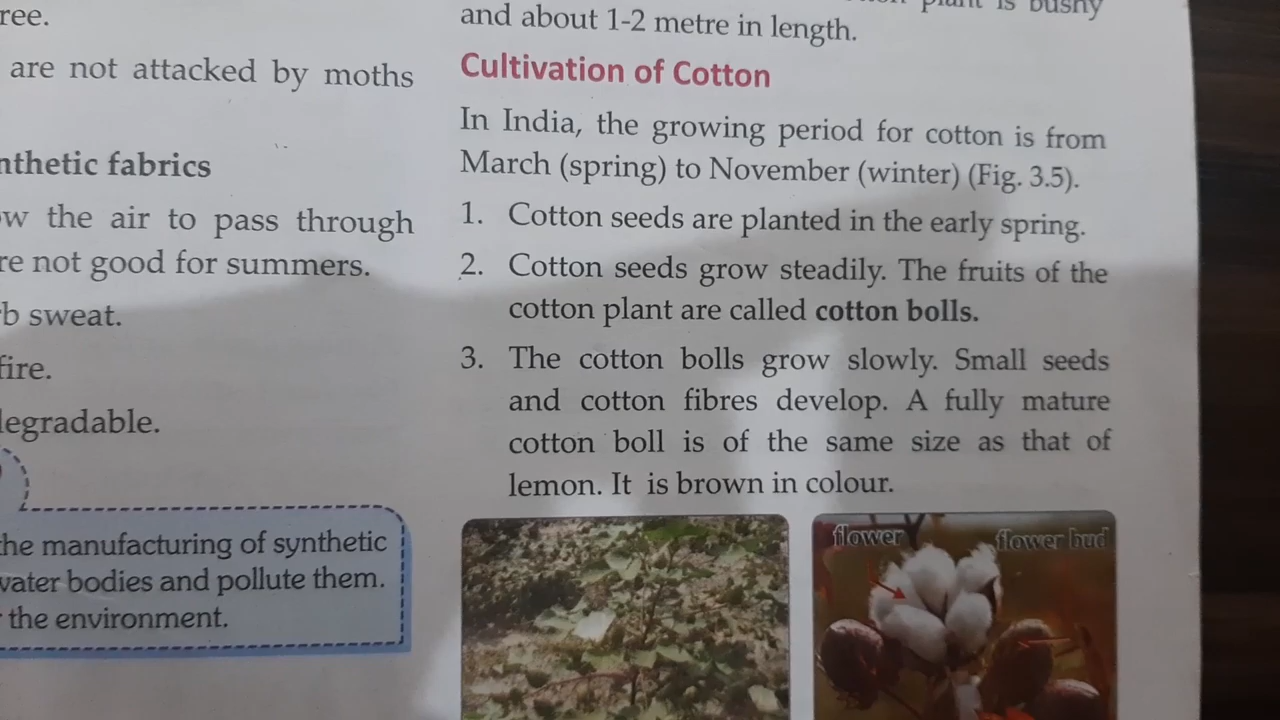 ree.
are not attacked by moths
nthetic fabrics
ow the air to pass through
re not good for summers.
b sweat.
fire.
legradable.
he manufacturing of synthetic
vater bodies and pollute them.
the environment.
plant is bushy
and about 1-2 metre in length.
Cultivation of Cotton
In India, the growing period for cotton is from
March (spring) to November (winter) (Fig. 3.5).
1. Cotton seeds are planted in the early spring.
2. Cotton seeds grow steadily. The fruits of the
cotton plant are called cotton bolls.
3. The cotton bolls grow slowly. Small seeds
and cotton fibres develop. A fully mature
cotton boll is of the same size as that of
lemon. It is brown in colour.
flower
flower bud